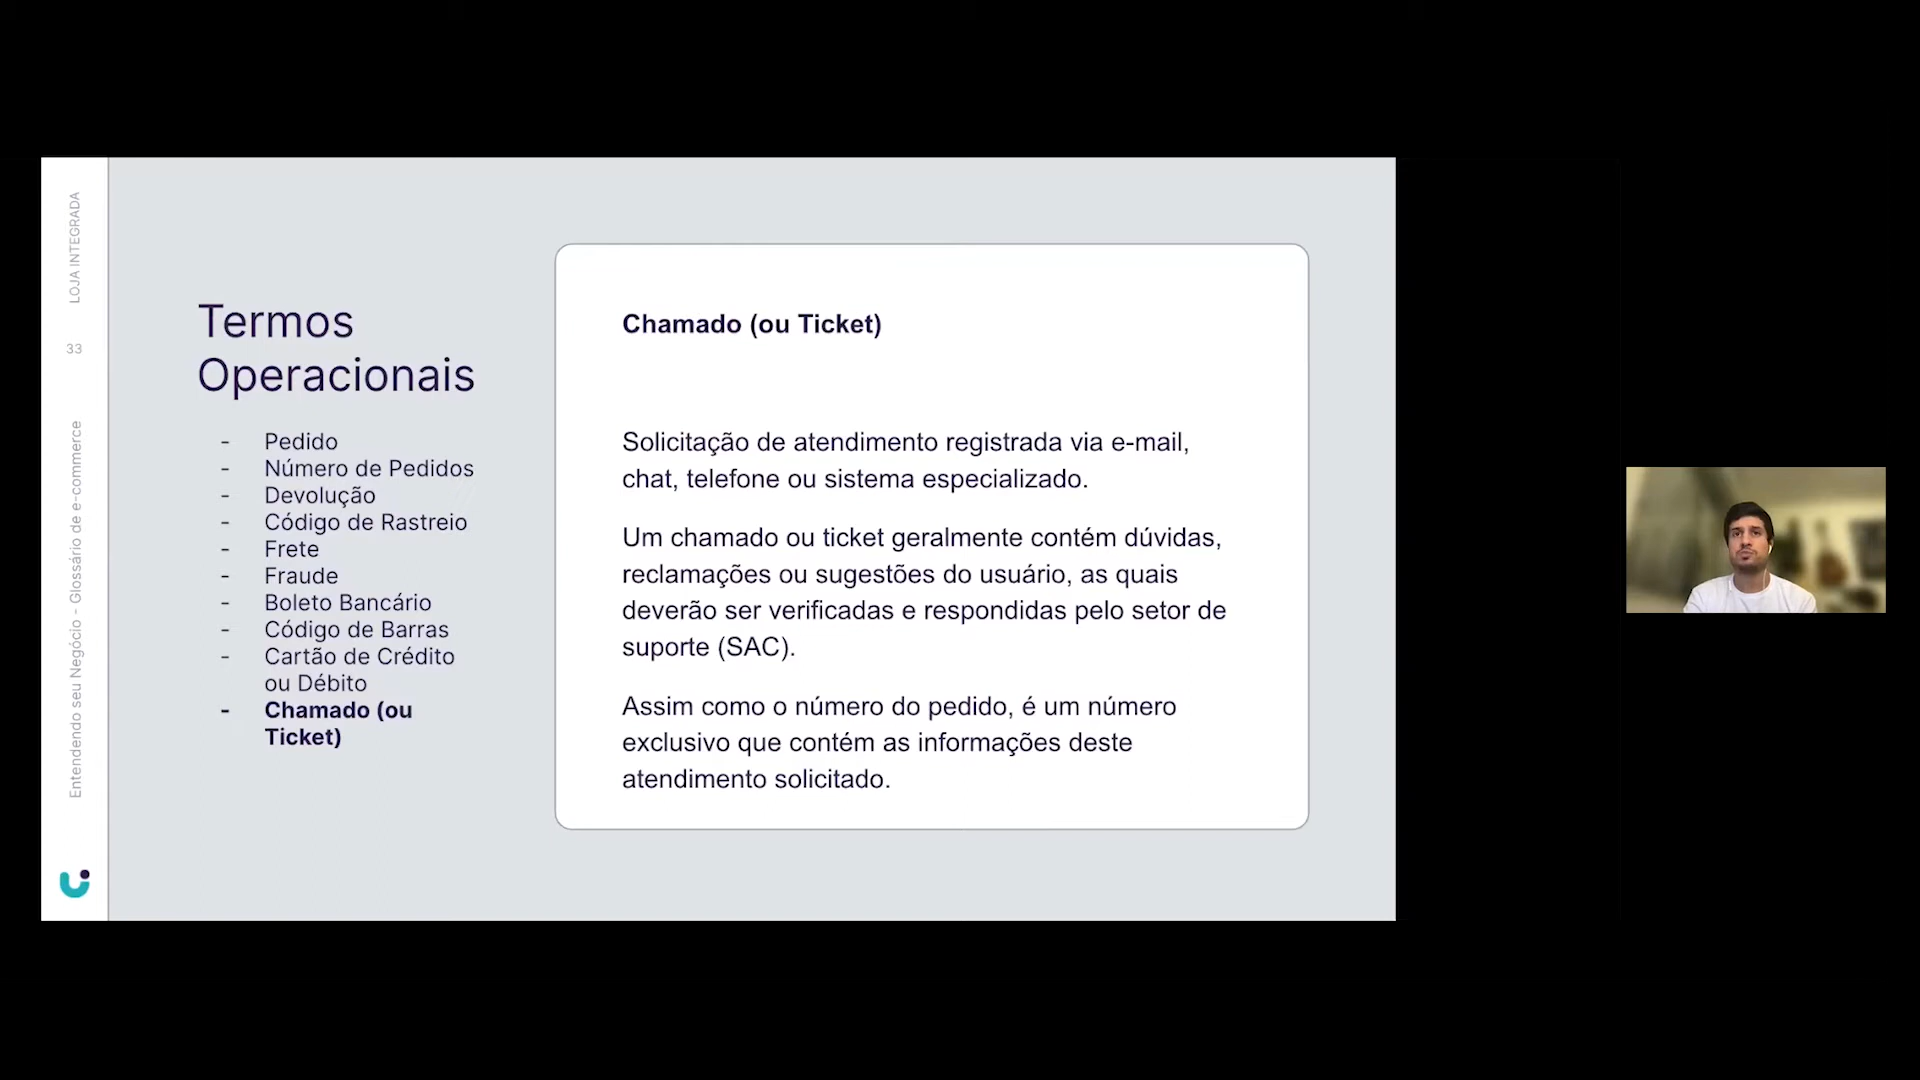 LOJA INTEGRADA
33
Entendendo seu Negócio - Glossário de e-commerce
Termos
Operacionais
- Pedido
- Número de Pedidos
- Devolução
- Código de Rastreio
- Frete
- Fraude
- Boleto Bancário
- Código de Barras
- Cartão de Crédito
ou Débito
- Chamado (ou
Ticket)
Chamado (ou Ticket)
Solicitação de atendimento registrada via e-mail,
chat, telefone ou sistema especializado.
Um chamado ou ticket geralmente contém dúvidas,
reclamações ou sugestões do usuário, as quais
deverão ser verificadas e respondidas pelo setor de
suporte (SAC).
Assim como o número do pedido, é um número
exclusivo que contém as informações deste
atendimento solicitado.